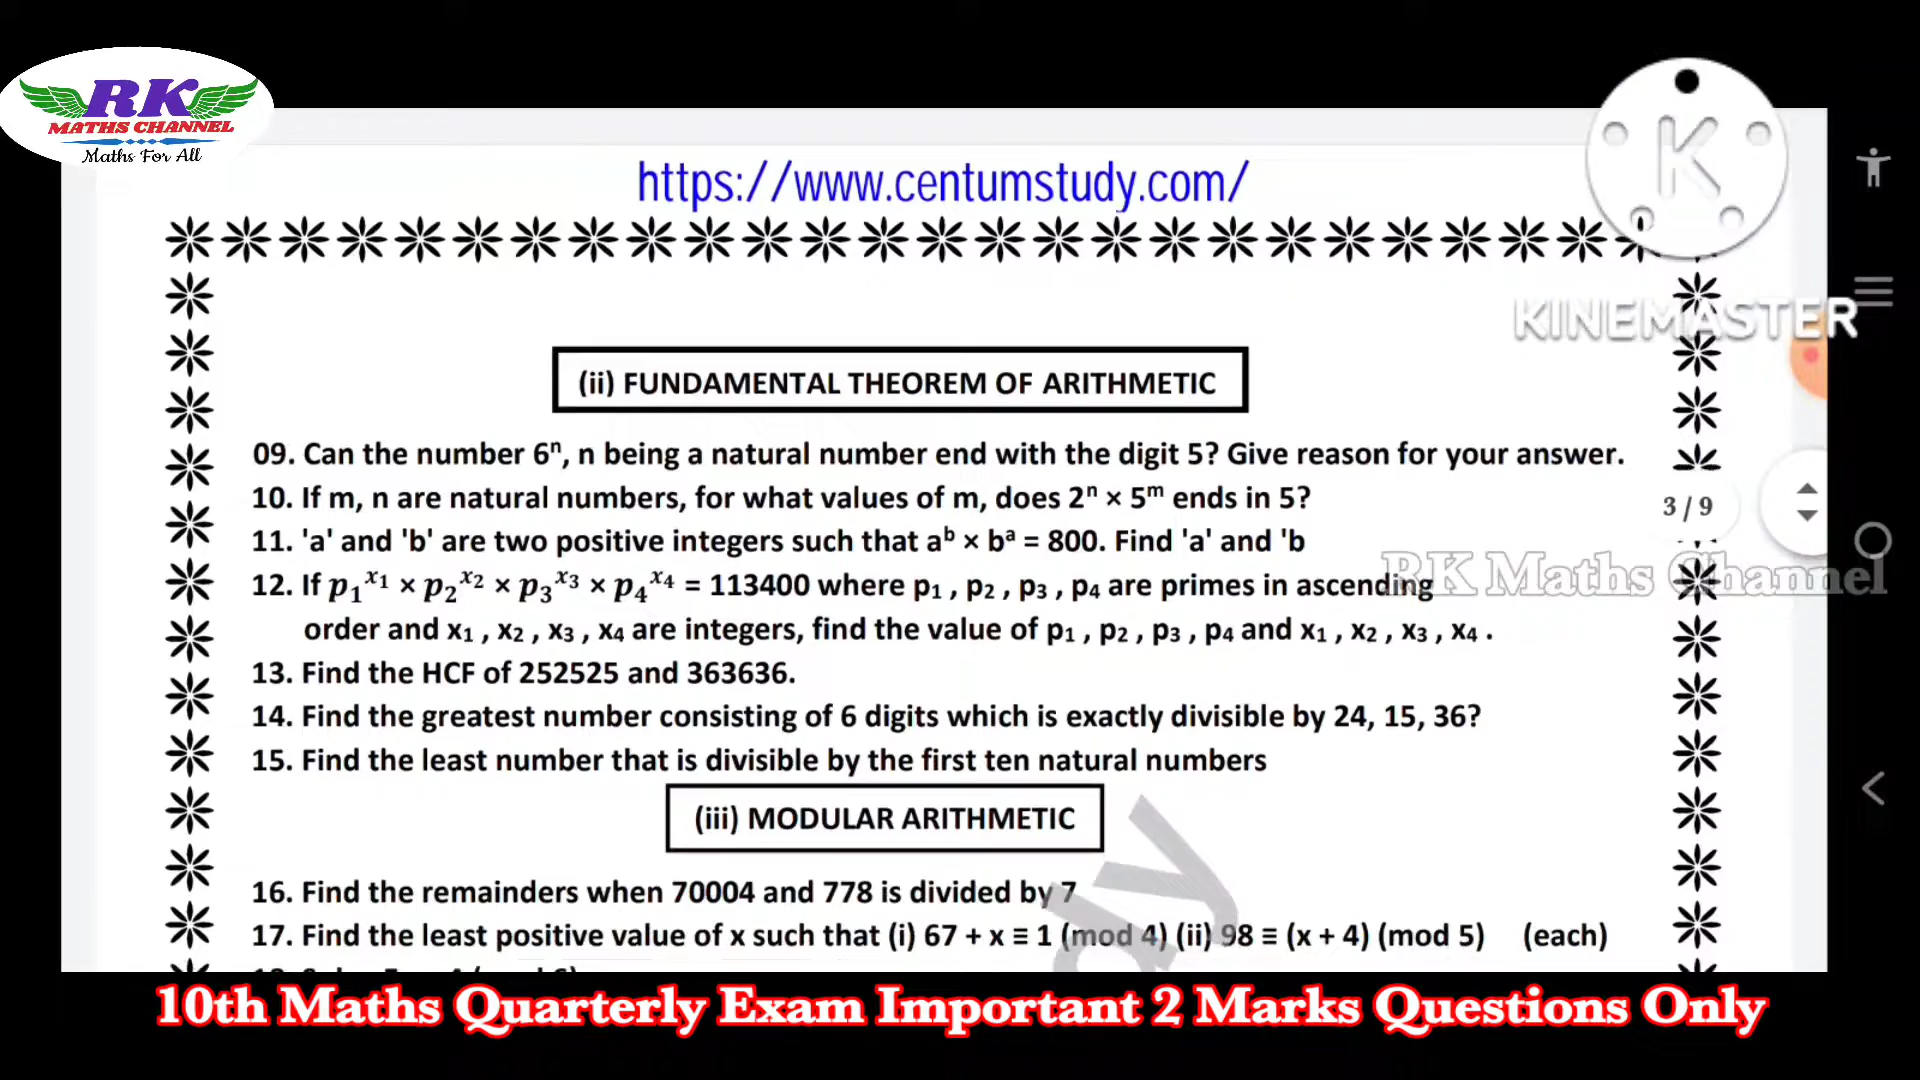 RK
MATHS CHANNEL
Maths For All
https://www.centumstudy.com/
K
KINEMASTER
(ii) FUNDAMENTAL THEOREM OF ARITHMETIC
09. Can the number 6ⁿ, n being a natural number end with the digit 5? Give reason for your answer.
10. If m, n are natural numbers, for what values of m, does 2ⁿ × 5ᵐ ends in 5?
3 / 9
11. 'a' and 'b' are two positive integers such that aᵇ × bᵃ = 800. Find 'a' and 'b
RK Maths Channel
12. If p₁^x₁ × p₂^x₂ × p₃^x₃ × p₄^x₄ = 113400 where p₁ , p₂ , p₃ , p₄ are primes in ascending
order and x₁ , x₂ , x₃ , x₄ are integers, find the value of p₁ , p₂ , p₃ , p₄ and x₁ , x₂ , x₃ , x₄ .
13. Find the HCF of 252525 and 363636.
14. Find the greatest number consisting of 6 digits which is exactly divisible by 24, 15, 36?
15. Find the least number that is divisible by the first ten natural numbers
(iii) MODULAR ARITHMETIC
16. Find the remainders when 70004 and 778 is divided by 7
17. Find the least positive value of x such that (i) 67 + x ≡ 1 (mod 4) (ii) 98 ≡ (x + 4) (mod 5) (each)
dy
10th Maths Quarterly Exam Important 2 Marks Questions Only